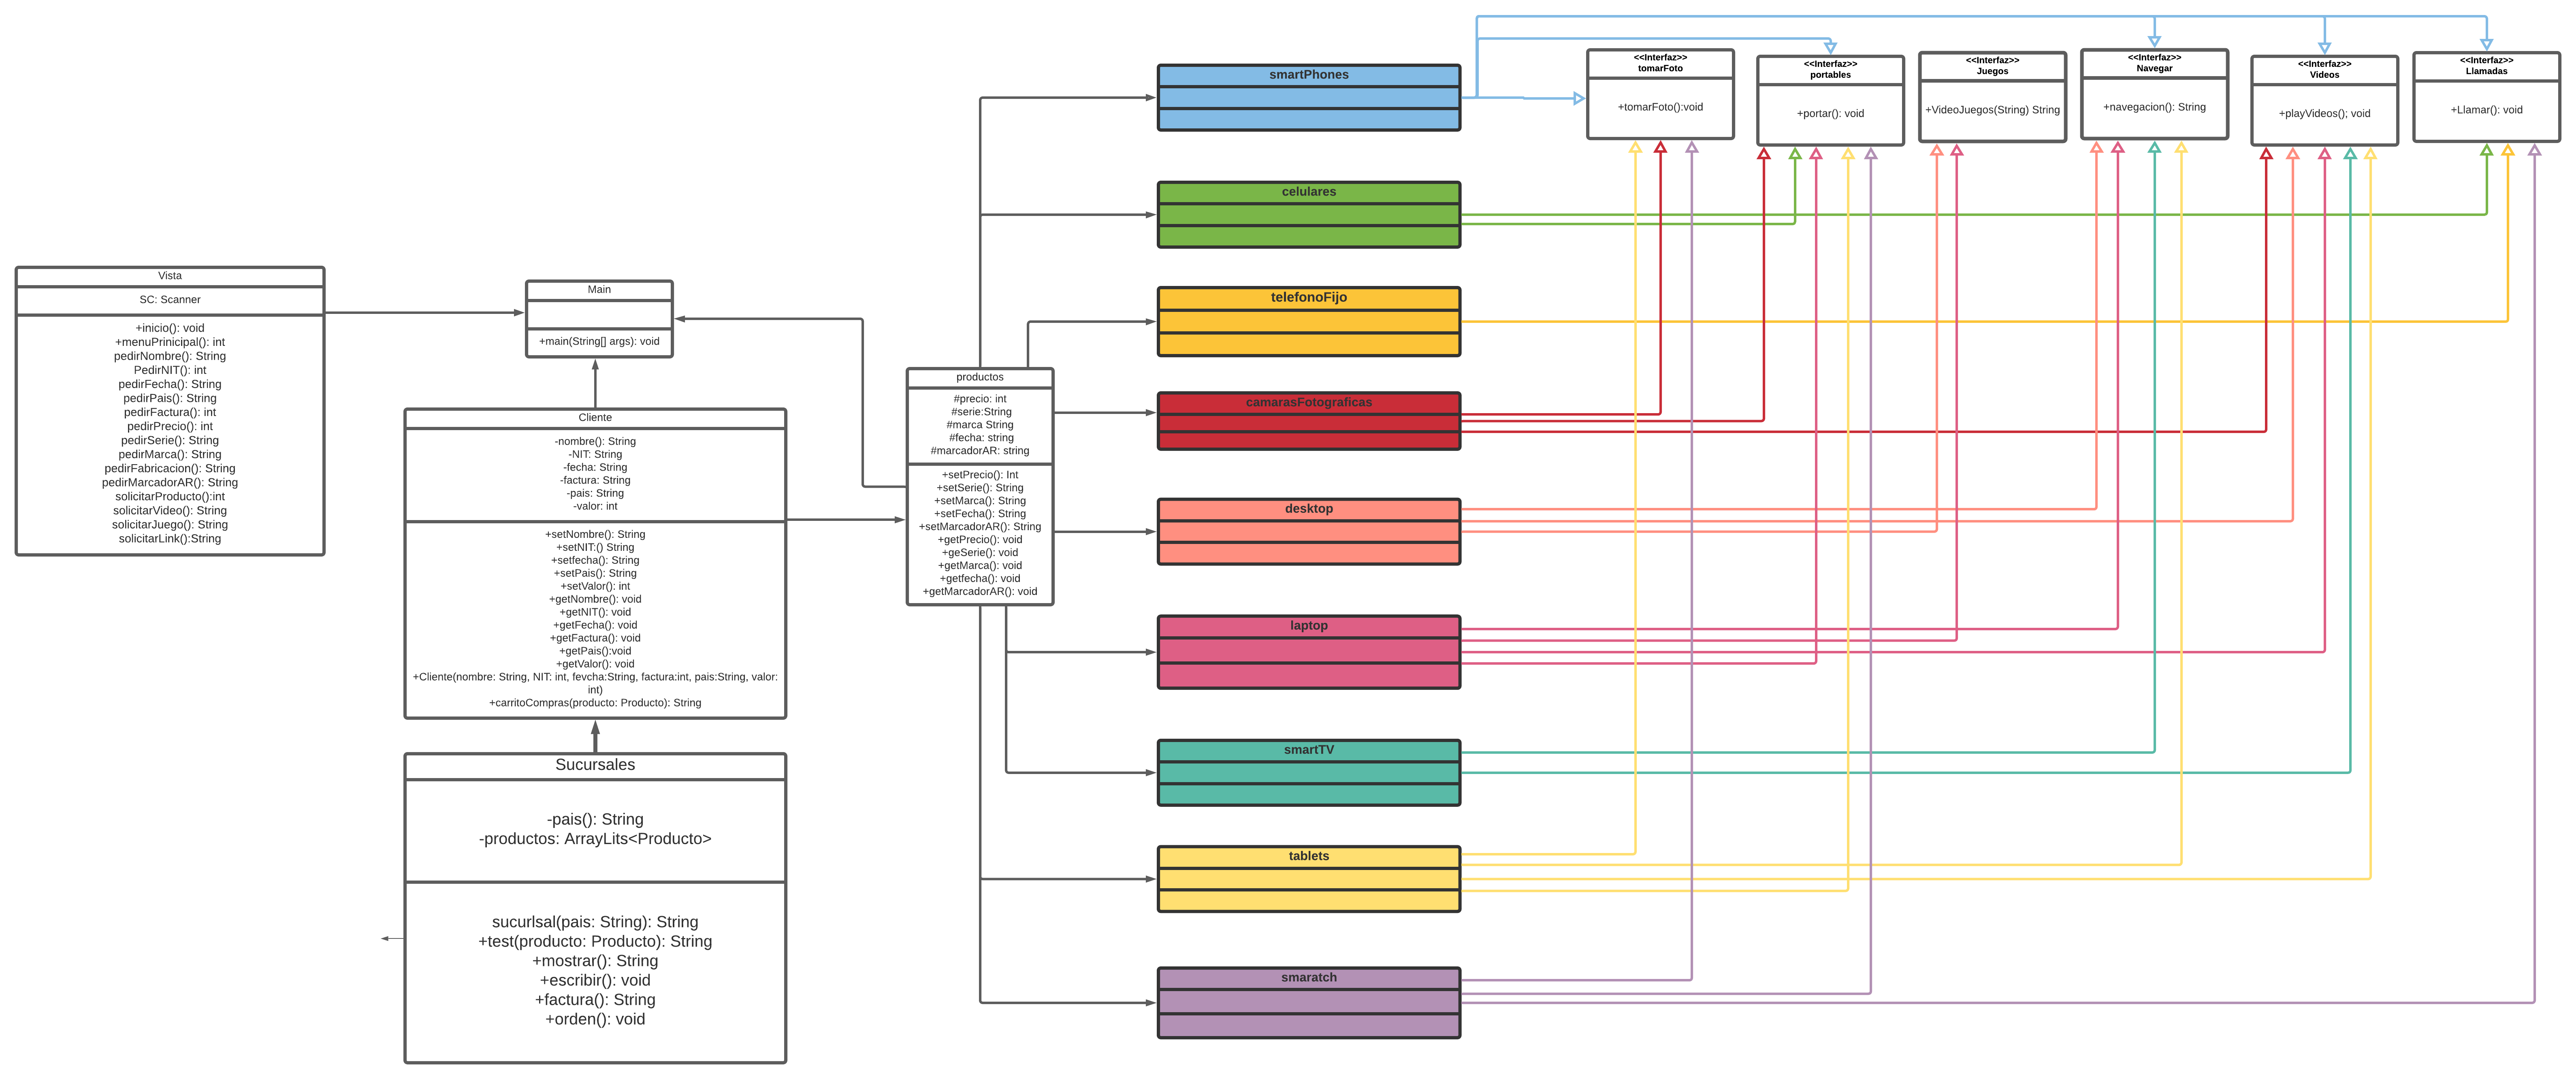 Vista
SC: Scanner
+inicio(): void
+menuPrinicipal(): int
pedirNombre(): String
PedirNIT(): int
pedirFecha(): String
pedirPais(): String
pedirFactura(): int
pedirPrecio(): int
pedirSerie(): String
pedirMarca(): String
pedirFabricacion(): String
pedirMarcadorAR(): String
solicitarProducto():int
solicitarVideo(): String
solicitarJuego(): String
solicitarLink():String
Main
+main(String[] args): void
Cliente
-nombre(): String
-NIT: String
-fecha: String
-factura: String
-pais: String
-valor: int
+setNombre(): String
+setNIT:() String
+setfecha(): String
+setPais(): String
+setValor(): int
+getNombre(): void
+getNIT(): void
+getFecha(): void
+getFactura(): void
+getPais():void
+getValor(): void
+Cliente(nombre: String, NIT: int, fevcha:String, factura:int, pais:String, valor:
int)
+carritoCompras(producto: Producto): String
Sucursales
-pais(): String
-productos: ArrayLits<Producto>
sucurlsal(pais: String): String
+test(producto: Producto): String
+mostrar(): String
+escribir(): void
+factura(): String
+orden(): void
productos
#precio: int
#serie:String
#marca String
#fecha: string
#marcadorAR: string
+setPrecio(): Int
+setSerie(): String
+setMarca(): String
+setFecha(): String
+setMarcadorAR(): String
+getPrecio(): void
+geSerie(): void
+getMarca(): void
+getfecha(): void
+getMarcadorAR(): void
smartPhones
celulares
telefonoFijo
camarasFotograficas
desktop
laptop
smartTV
tablets
smaratch
<<Interfaz>>
tomarFoto
+tomarFoto():void
<<Interfaz>>
portables
+portar(): void
<<Interfaz>>
Juegos
+VideoJuegos(String) String
<<Interfaz>>
Navegar
+navegacion(): String
<<Interfaz>>
Videos
+playVideos(); void
<<Interfaz>>
Llamadas
+Llamar(): void